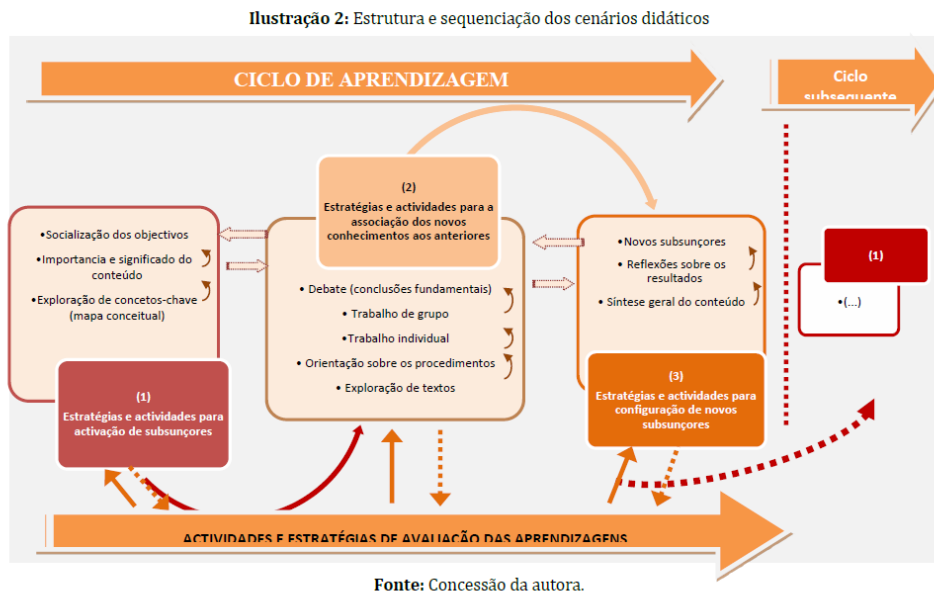 Ilustração 2: Estrutura e sequenciação dos cenários didáticos
CICLO DE APRENDIZAGEM
Ciclo
subsequente
•Socialização dos objectivos
•Importancia e significado do
conteúdo
•Exploração de concetos-chave
(mapa conceitual)
(1)
Estratégias e actividades para
activação de subsunçores
(2)
Estratégias e actividades para a
associação dos novos
conhecimentos aos anteriores
• Debate (conclusões fundamentais)
• Trabalho de grupo
•Trabalho individual
• Orientação sobre os procedimentos
• Exploração de textos
•Novos subsunçores
• Reflexões sobre os
resultados
• Síntese geral do conteúdo
(3)
Estratégias e actividades para
configuração de novos
subsunçores
(1)
•(...)
ACTIVIDADES E ESTRATÉGIAS DE AVALIAÇÃO DAS APRENDIZAGENS
Fonte: Concessão da autora.